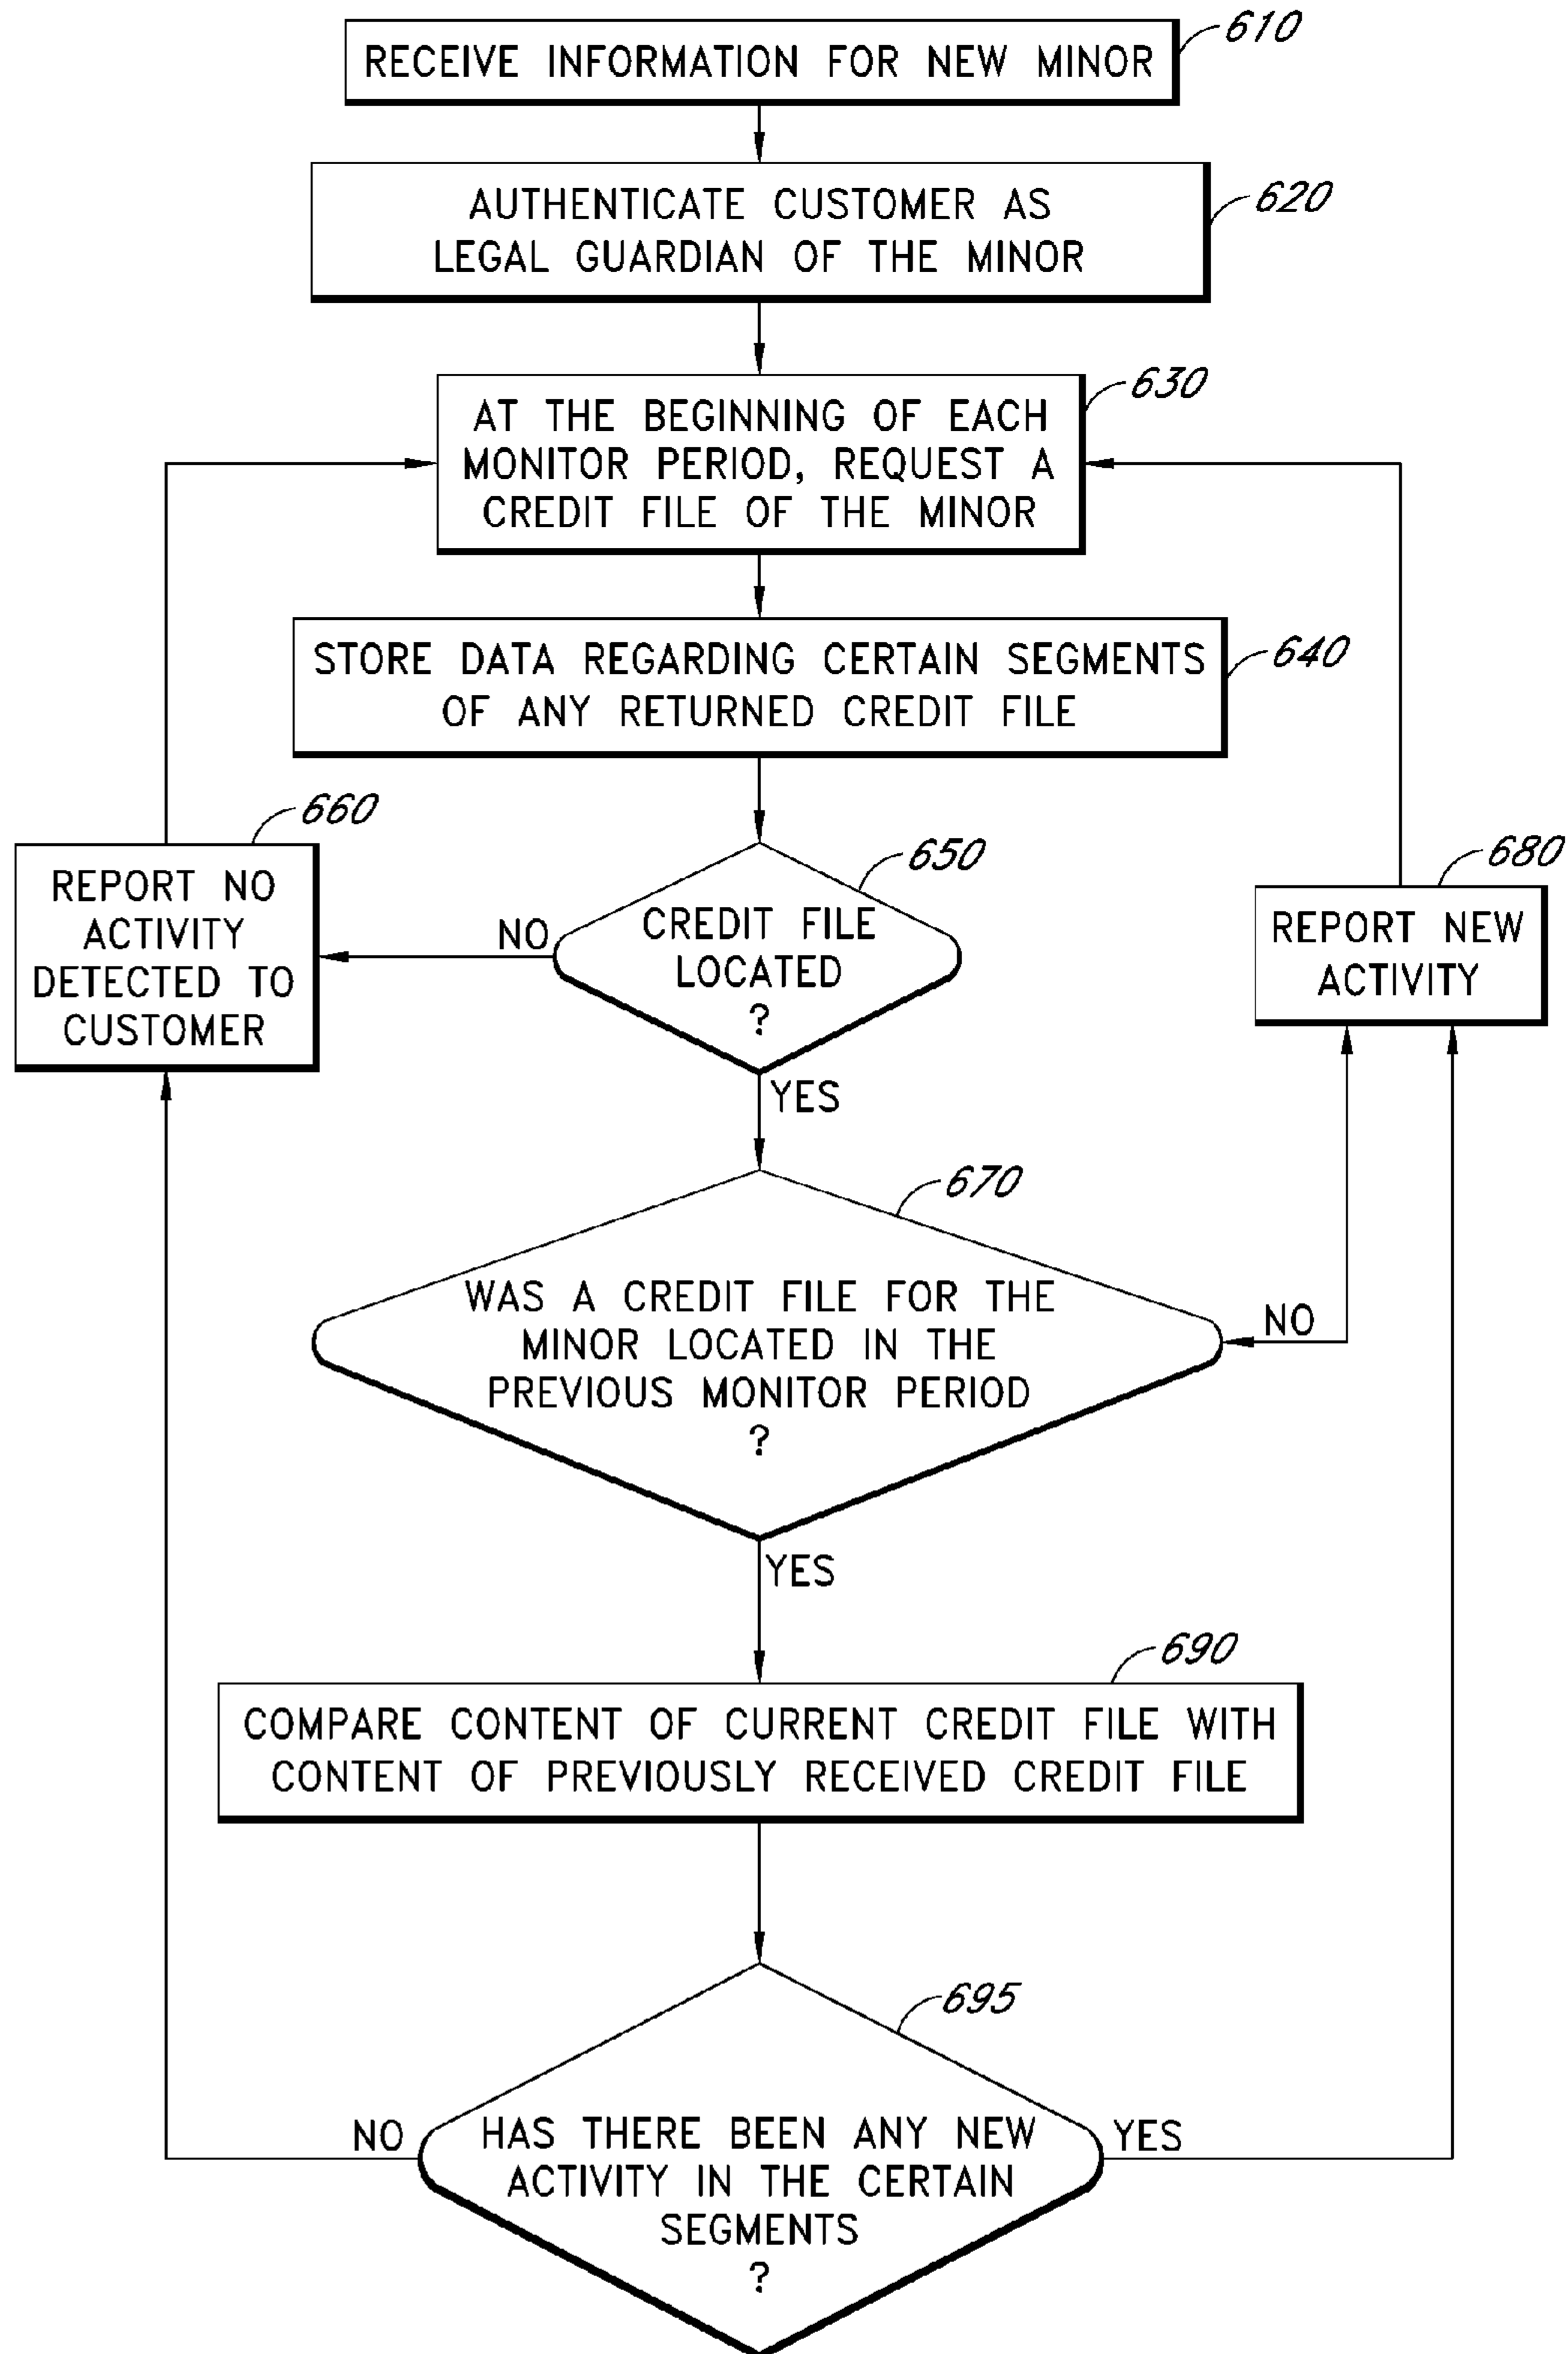 610
RECEIVE INFORMATION FOR NEW MINOR
620
AUTHENTICATE CUSTOMER AS
LEGAL GUARDIAN OF THE MINOR
630
AT THE BEGINNING OF EACH
MONITOR PERIOD, REQUEST A
CREDIT FILE OF THE MINOR
640
STORE DATA REGARDING CERTAIN SEGMENTS
OF ANY RETURNED CREDIT FILE
660
REPORT NO
ACTIVITY
DETECTED TO
CUSTOMER
650
NO
CREDIT FILE
LOCATED
?
YES
680
REPORT NEW
ACTIVITY
670
WAS A CREDIT FILE FOR THE
MINOR LOCATED IN THE
PREVIOUS MONITOR PERIOD
?
NO
YES
690
COMPARE CONTENT OF CURRENT CREDIT FILE WITH
CONTENT OF PREVIOUSLY RECEIVED CREDIT FILE
695
NO
HAS THERE BEEN ANY NEW
ACTIVITY IN THE CERTAIN
SEGMENTS
?
YES